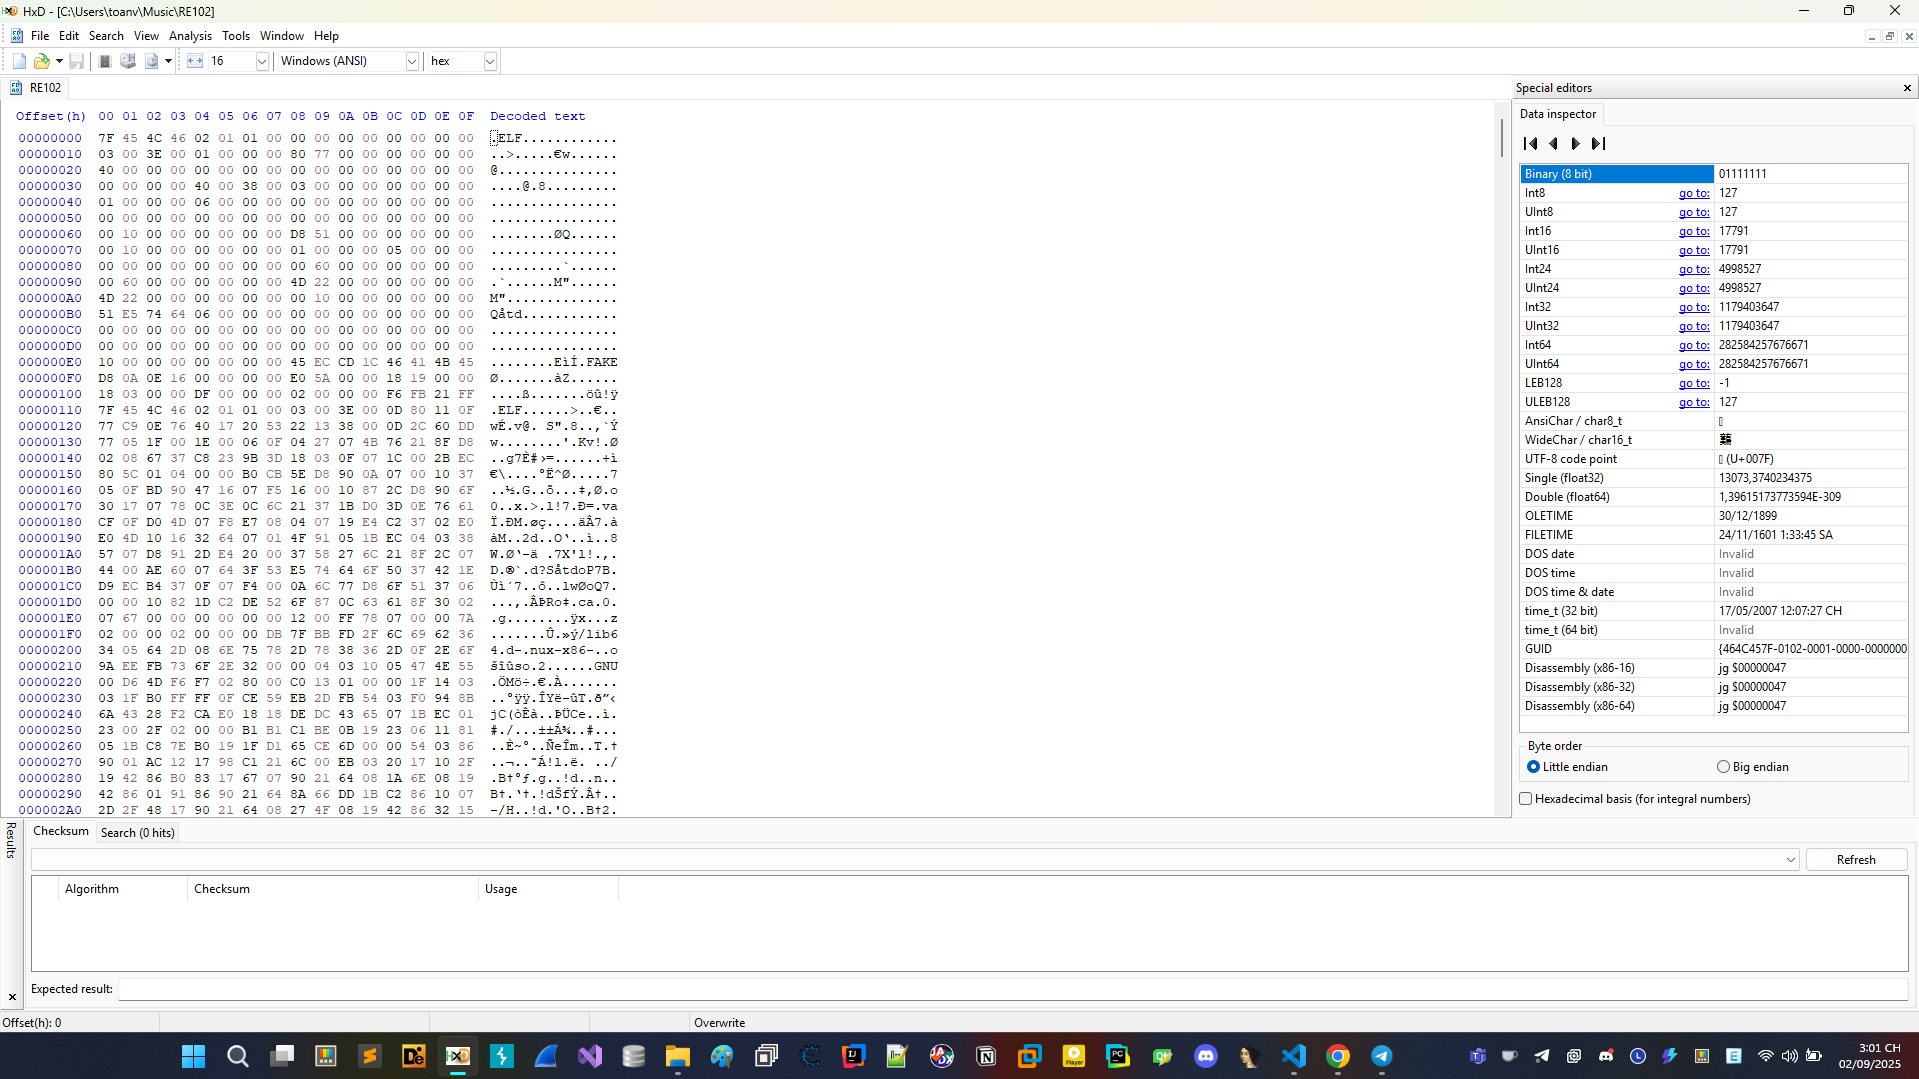 HxD - [C:\Users\toanv\Music\RE102]
File Edit Search View Analysis Tools Window Help
16 Windows (ANSI) hex
RE102
Offset(h) 00 01 02 03 04 05 06 07 08 09 0A 0B 0C 0D 0E 0F Decoded text
00000000 7F 45 4C 46 02 01 01 00 00 00 00 00 00 00 00 00 .ELF............
00000010 03 00 3E 00 01 00 00 00 80 77 00 00 00 00 00 00 ..>.....€w......
00000020 40 00 00 00 00 00 00 00 00 00 00 00 00 00 00 00 @...............
00000030 00 00 00 00 40 00 38 00 03 00 00 00 00 00 00 00 ....@.8.........
00000040 01 00 00 00 06 00 00 00 00 00 00 00 00 00 00 00 ................
00000050 00 00 00 00 00 00 00 00 00 00 00 00 00 00 00 00 ................
00000060 00 10 00 00 00 00 00 00 D8 51 00 00 00 00 00 00 ........ØQ......
00000070 00 10 00 00 00 00 00 00 01 00 00 00 05 00 00 00 ................
00000080 00 00 00 00 00 00 00 00 00 60 00 00 00 00 00 00 .........`......
00000090 00 60 00 00 00 00 00 00 4D 22 00 00 00 00 00 00 .`......M"......
000000A0 4D 22 00 00 00 00 00 00 00 10 00 00 00 00 00 00 M"..............
000000B0 51 E5 74 64 06 00 00 00 00 00 00 00 00 00 00 00 Qåtd............
000000C0 00 00 00 00 00 00 00 00 00 00 00 00 00 00 00 00 ................
000000D0 00 00 00 00 00 00 00 00 00 00 00 00 00 00 00 00 ................
000000E0 10 00 00 00 00 00 00 00 45 EC CD 1C 46 41 4B 45 ........EìÍ.FAKE
000000F0 D8 0A 0E 16 00 00 00 00 E0 5A 00 00 18 19 00 00 Ø.......àZ......
00000100 18 03 00 00 DF 00 00 00 02 00 00 00 F6 FB 21 FF ....ß.......öû!ÿ
00000110 7F 45 4C 46 02 01 01 00 03 00 3E 00 0D 80 11 0F .ELF......>..€..
00000120 77 C9 0E 76 40 17 20 53 22 13 38 00 0D 2C 60 DD wÉ.v@. S".8..,`Ý
00000130 77 05 1F 00 1E 00 06 0F 04 27 07 4B 76 21 8F D8 w........'.Kv!.Ø
00000140 02 08 67 37 C8 23 9B 3D 18 03 0F 07 1C 00 2B EC ..g7È#›=......+ì
00000150 80 5C 01 04 00 00 B0 CB 5E D8 90 0A 07 00 10 37 €\....°Ë^Ø.....7
00000160 05 0F BD 90 47 16 07 F5 16 00 10 87 2C D8 90 6F ..½.G..õ...‡,Ø.o
00000170 30 17 07 78 0C 3E 0C 6C 21 37 1B D0 3D 0E 76 61 0..x.>.l!7.Ð=.va
00000180 CF 0F D0 4D 07 F8 E7 08 04 07 19 E4 C2 37 02 E0 Ï.ÐM.øç....äÂ7.à
00000190 E0 4D 10 16 32 64 07 01 4F 91 05 1B EC 04 03 38 àM..2d..O‘..ì..8
000001A0 57 07 D8 91 2D E4 20 00 37 58 27 6C 21 8F 2C 07 W.Ø‘-ä .7X'l!.,.
000001B0 44 00 AE 60 07 64 3F 53 E5 74 64 6F 50 37 42 1E D.®`.d?SåtdoP7B.
000001C0 D9 EC B4 37 0F 07 F4 00 0A 6C 77 D8 6F 51 37 06 Ùì´7..ô..lwØoQ7.
000001D0 00 00 10 82 1D C2 DE 52 6F 87 0C 63 61 8F 30 02 ...‚.ÂÞRo‡.ca.0.
000001E0 07 67 00 00 00 00 00 00 12 00 FF 78 07 00 00 7A .g........ÿx...z
000001F0 02 00 00 02 00 00 00 DB 7F BB FD 2F 6C 69 62 36 .......Û.»ý/lib6
00000200 34 05 64 2D 08 6E 75 78 2D 78 38 36 2D 0F 2E 6F 4.d-.nux-x86-..o
00000210 9A EE FB 73 6F 2E 32 00 00 04 03 10 05 47 4E 55 šîûso.2......GNU
00000220 00 D6 4D F6 F7 02 80 00 C0 13 01 00 00 1F 14 03 .ÖMö÷.€.À.......
00000230 03 1F B0 FF FF 0F CE 59 EB 2D FB 54 03 F0 94 8B ..°ÿÿ.ÎYë-ûT.ð”‹
00000240 6A 43 28 F2 CA E0 18 18 DE DC 43 65 07 1B EC 01 jC(òÊà..ÞÜCe..ì.
00000250 23 00 2F 02 00 00 B1 B1 C1 BE 0B 19 23 06 11 81 #./...±±Á¾..#...
00000260 05 1B C8 7E B0 19 1F D1 65 CE 6D 00 00 54 03 86 ..È~°..ÑeÎm..T.†
00000270 90 01 AC 12 17 98 C1 21 6C 00 EB 03 20 17 10 2F ..¬..˜Á!l.ë. ../
00000280 19 42 86 B0 83 17 67 07 90 21 64 08 1A 6E 08 19 .B†°ƒ.g..!d..n..
00000290 42 86 01 91 86 90 21 64 8A 66 DD 1B C2 86 10 07 B†.‘†.!dŠfÝ.Â†..
000002A0 2D 2F 48 17 90 21 64 08 27 4F 08 19 42 86 32 15 -/H..!d.'O..B†2.
Special editors
Data inspector
Binary (8 bit) 01111111
Int8 go to: 127
UInt8 go to: 127
Int16 go to: 17791
UInt16 go to: 17791
Int24 go to: 4998527
UInt24 go to: 4998527
Int32 go to: 1179403647
UInt32 go to: 1179403647
Int64 go to: 282584257676671
UInt64 go to: 282584257676671
LEB128 go to: -1
ULEB128 go to: 127
AnsiChar / char8_t
WideChar / char16_t
UTF-8 code point (U+007F)
Single (float32) 13073,3740234375
Double (float64) 1,39615173773594E-309
OLETIME 30/12/1899
FILETIME 24/11/1601 1:33:45 SA
DOS date Invalid
DOS time Invalid
DOS time & date Invalid
time_t (32 bit) 17/05/2007 12:07:27 CH
time_t (64 bit) Invalid
GUID {464C457F-0102-0001-0000-0000000
Disassembly (x86-16) jg $00000047
Disassembly (x86-32) jg $00000047
Disassembly (x86-64) jg $00000047
Byte order
Little endian Big endian
Hexadecimal basis (for integral numbers)
Results
Checksum Search (0 hits)
Refresh
Algorithm Checksum Usage
Expected result:
Offset(h): 0 Overwrite
3:01 CH
02/09/2025